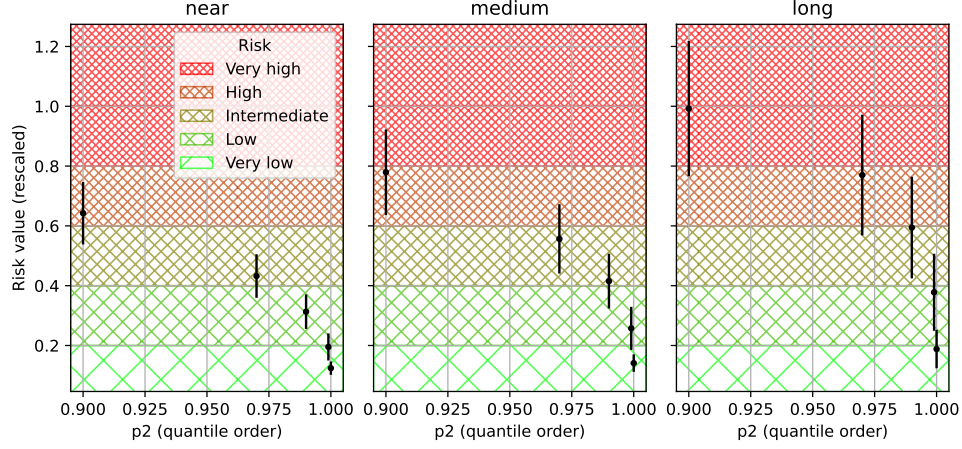 near
medium
long
Risk value (rescaled)
1.2
1.0
0.8
0.6
0.4
0.2
Risk
Very high
High
Intermediate
Low
Very low
0.900 0.925 0.950 0.975 1.000
0.900 0.925 0.950 0.975 1.000
0.900 0.925 0.950 0.975 1.000
p2 (quantile order)
p2 (quantile order)
p2 (quantile order)